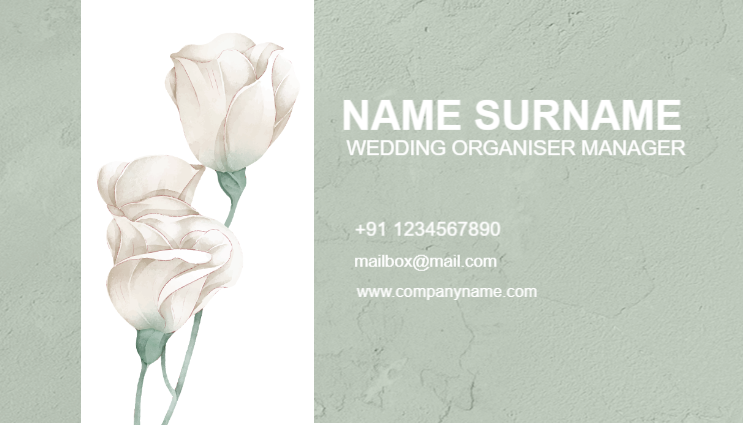 NAME SURNAME
WEDDING ORGANISER MANAGER
+91 1234567890
mailbox@mail.com
www.companyname.com